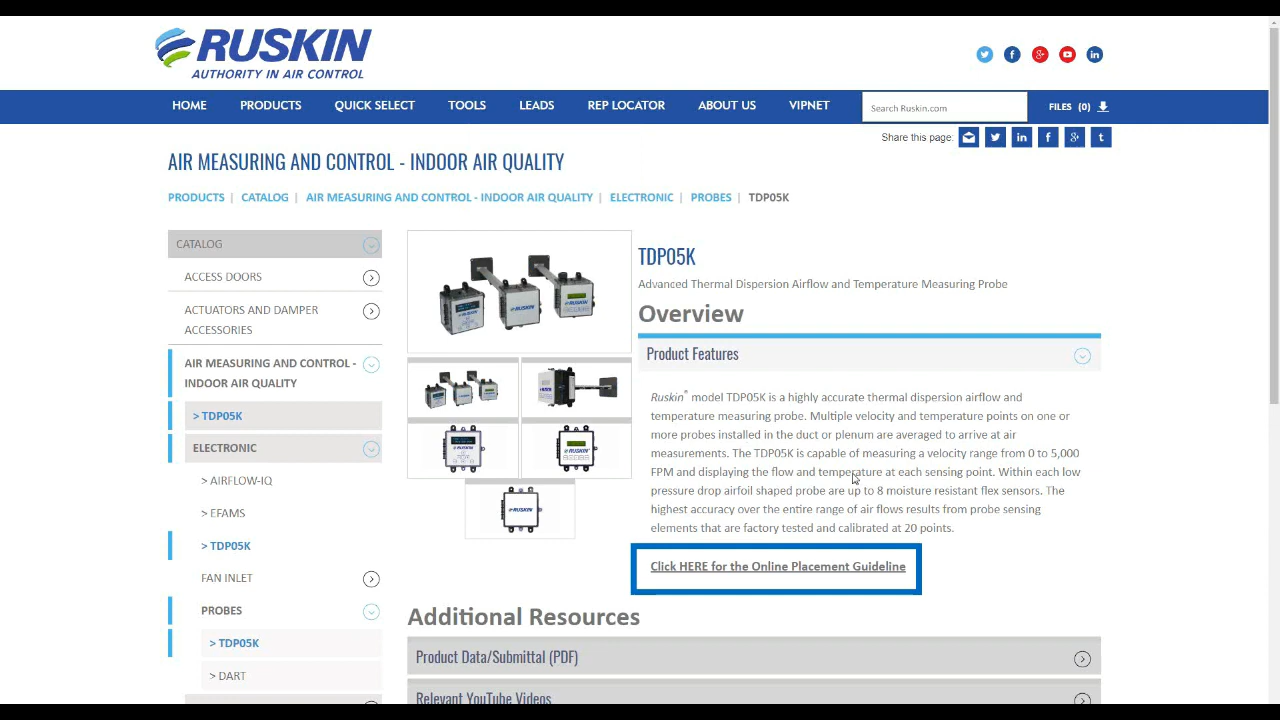 RUSKIN
AUTHORITY IN AIR CONTROL
HOME PRODUCTS QUICK SELECT TOOLS LEADS REP LOCATOR ABOUT US VIPNET Search Ruskin.com FILES (0)
Share this page:
AIR MEASURING AND CONTROL - INDOOR AIR QUALITY
PRODUCTS | CATALOG | AIR MEASURING AND CONTROL - INDOOR AIR QUALITY | ELECTRONIC | PROBES | TDP05K
CATALOG
ACCESS DOORS
ACTUATORS AND DAMPER
ACCESSORIES
AIR MEASURING AND CONTROL -
INDOOR AIR QUALITY
> TDP05K
ELECTRONIC
> AIRFLOW-IQ
> EFAMS
> TDP05K
FAN INLET
PROBES
> TDP05K
> DART
TDP05K
Advanced Thermal Dispersion Airflow and Temperature Measuring Probe
Overview
Product Features
Ruskin® model TDP05K is a highly accurate thermal dispersion airflow and
temperature measuring probe. Multiple velocity and temperature points on one or
more probes installed in the duct or plenum are averaged to arrive at air
measurements. The TDP05K is capable of measuring a velocity range from 0 to 5,000
FPM and displaying the flow and temperature at each sensing point. Within each low
pressure drop airfoil shaped probe are up to 8 moisture resistant flex sensors. The
highest accuracy over the entire range of air flows results from probe sensing
elements that are factory tested and calibrated at 20 points.
Click HERE for the Online Placement Guideline
Additional Resources
Product Data/Submittal (PDF)
Relevant YouTube Videos